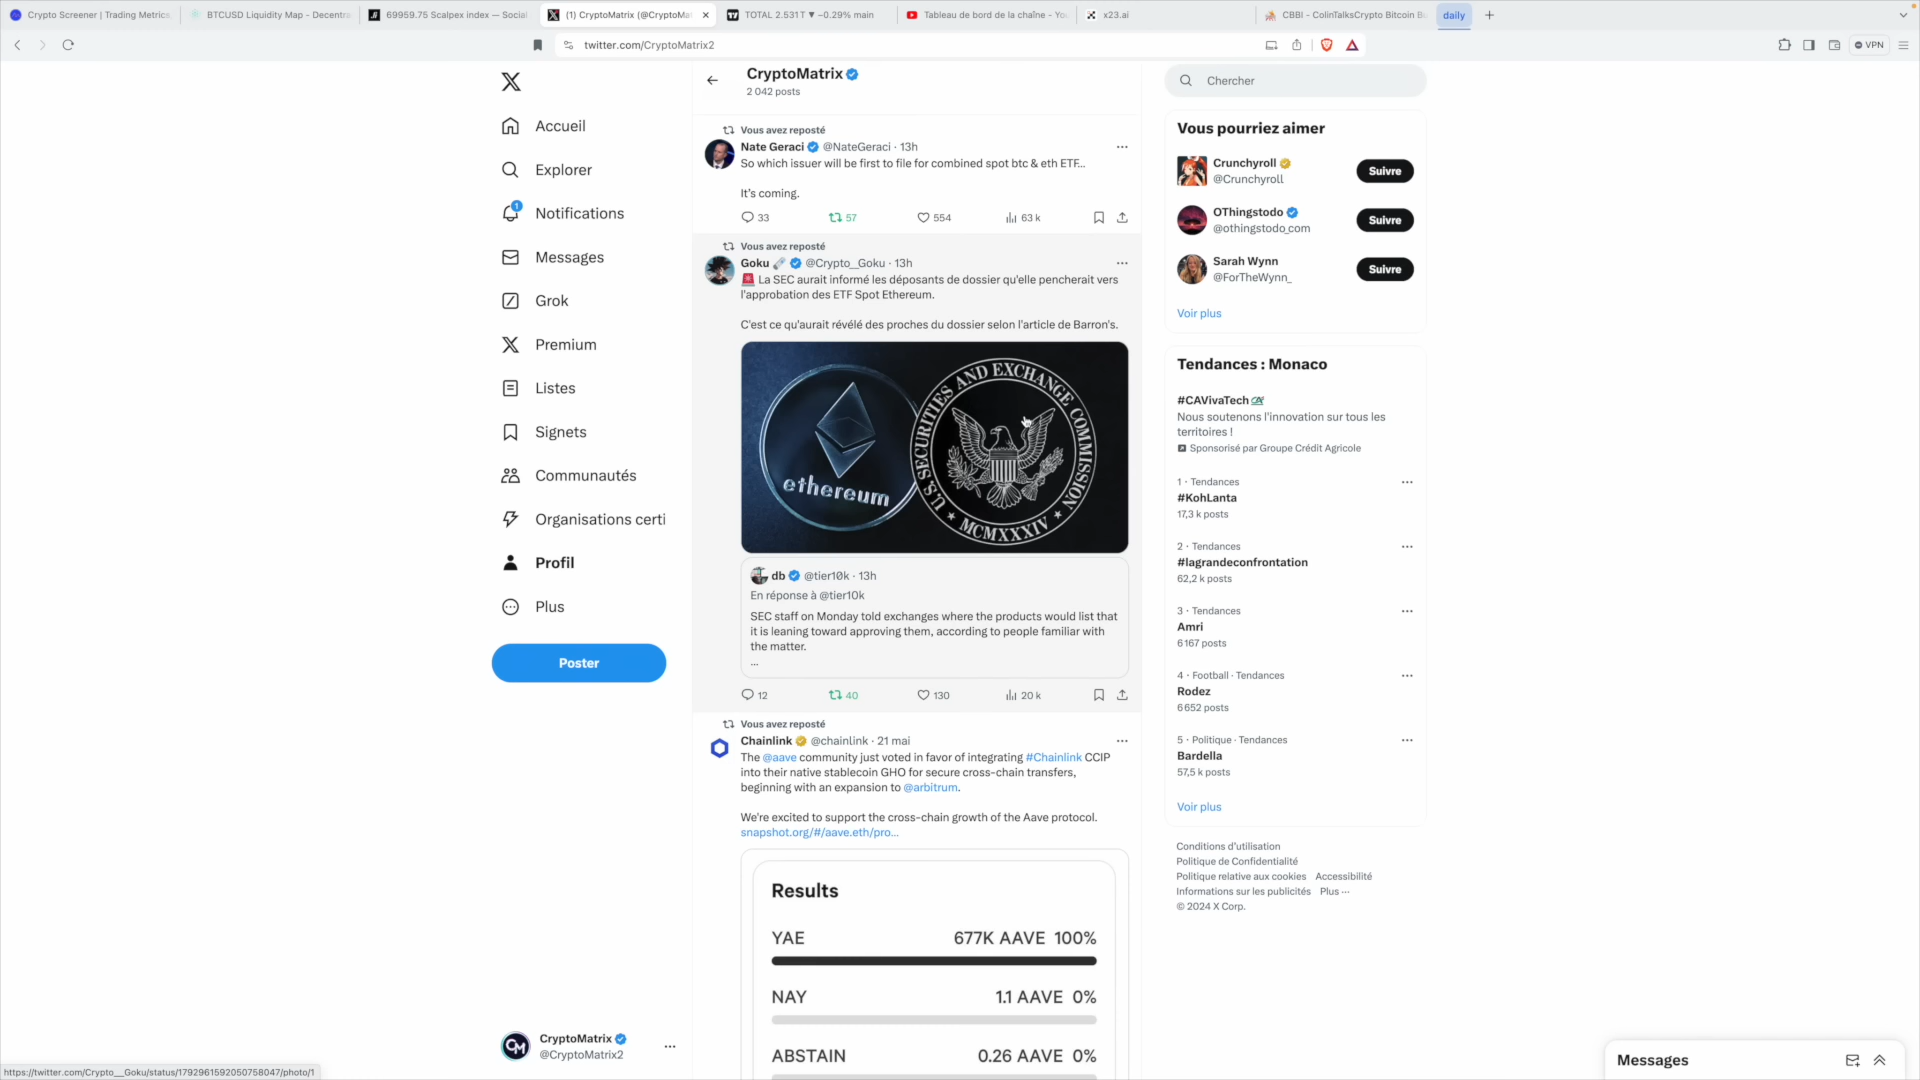 Crypto Screener | Trading Metrics,
BTCUSD Liquidity Map - Decentra
69959.75 Scalpex index — Social
(1) CryptoMatrix (@CryptoMat
TOTAL 2.531 T ▼ −0.29% main
Tableau de bord de la chaîne - Yo
x23.ai
CBBI - ColinTalksCrypto Bitcoin B
daily
twitter.com/CryptoMatrix2
VPN
Accueil
Explorer
1
Notifications
Messages
Grok
Premium
Listes
Signets
Communautés
Organisations certi
Profil
Plus
Poster
CryptoMatrix
@CryptoMatrix2
CryptoMatrix
2 042 posts
Vous avez reposté
Nate Geraci @NateGeraci · 13h
So which issuer will be first to file for combined spot btc & eth ETF...
It's coming.
33 57 554 63 k
Vous avez reposté
Goku @Crypto__Goku · 13h
🚨 La SEC aurait informé les déposants de dossier qu'elle pencherait vers
l'approbation des ETF Spot Ethereum.
C'est ce qu'aurait révélé des proches du dossier selon l'article de Barron's.
ethereum
U.S. SECURITIES AND EXCHANGE COMMISSION
MCMXXXIV
db @tier10k · 13h
En réponse à @tier10k
SEC staff on Monday told exchanges where the products would list that
it is leaning toward approving them, according to people familiar with
the matter.
...
12 40 130 20 k
Vous avez reposté
Chainlink @chainlink · 21 mai
The @aave community just voted in favor of integrating #Chainlink CCIP
into their native stablecoin GHO for secure cross-chain transfers,
beginning with an expansion to @arbitrum.
We're excited to support the cross-chain growth of the Aave protocol.
snapshot.org/#/aave.eth/pro...
Results
YAE 677K AAVE 100%
NAY 1.1 AAVE 0%
ABSTAIN 0.26 AAVE 0%
Chercher
Vous pourriez aimer
Crunchyroll
@Crunchyroll
Suivre
OThingstodo
@othingstodo_com
Suivre
Sarah Wynn
@ForTheWynn_
Suivre
Voir plus
Tendances : Monaco
#CAVivaTech
Nous soutenons l'innovation sur tous les
territoires !
Sponsorisé par Groupe Crédit Agricole
1 · Tendances
#KohLanta
17,3 k posts
2 · Tendances
#lagrandeconfrontation
62,2 k posts
3 · Tendances
Amri
6 167 posts
4 · Football · Tendances
Rodez
6 652 posts
5 · Politique · Tendances
Bardella
57,5 k posts
Voir plus
Conditions d'utilisation
Politique de Confidentialité
Politique relative aux cookies Accessibilité
Informations sur les publicités Plus ...
© 2024 X Corp.
Messages
https://twitter.com/Crypto__Goku/status/1792961592050758047/photo/1